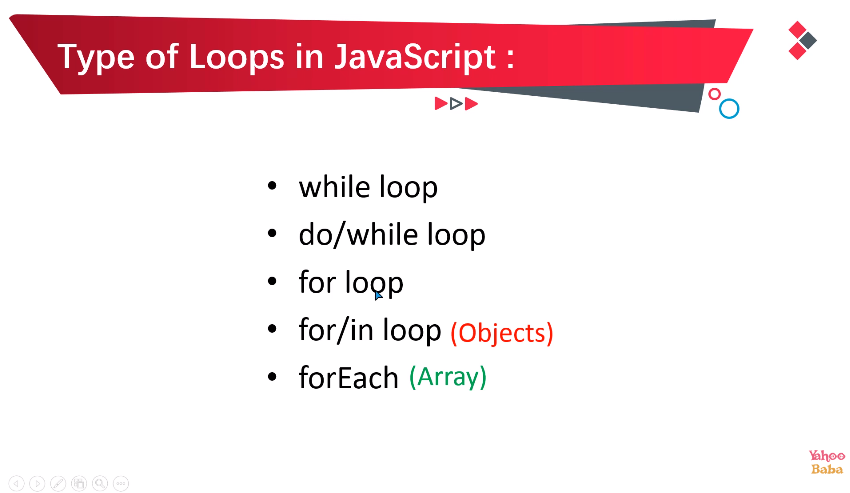 Type of Loops in JavaScript :
• while loop
• do/while loop
• for loop
• for/in loop (Objects)
• forEach (Array)
Yahoo
Baba